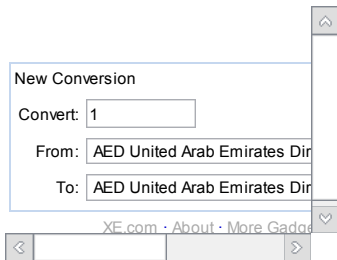 New Conversion
Convert: 1
From: AED United Arab Emirates Dir
To: AED United Arab Emirates Dir
XE.com · About · More Gadge